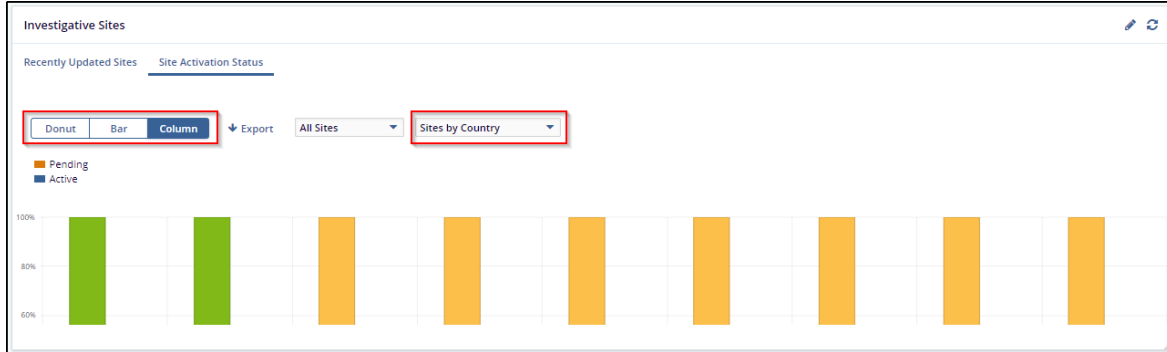 Investigative Sites
Recently Updated Sites Site Activation Status
Donut Bar Column Export All Sites Sites by Country
Pending
Active
100%
80%
60%